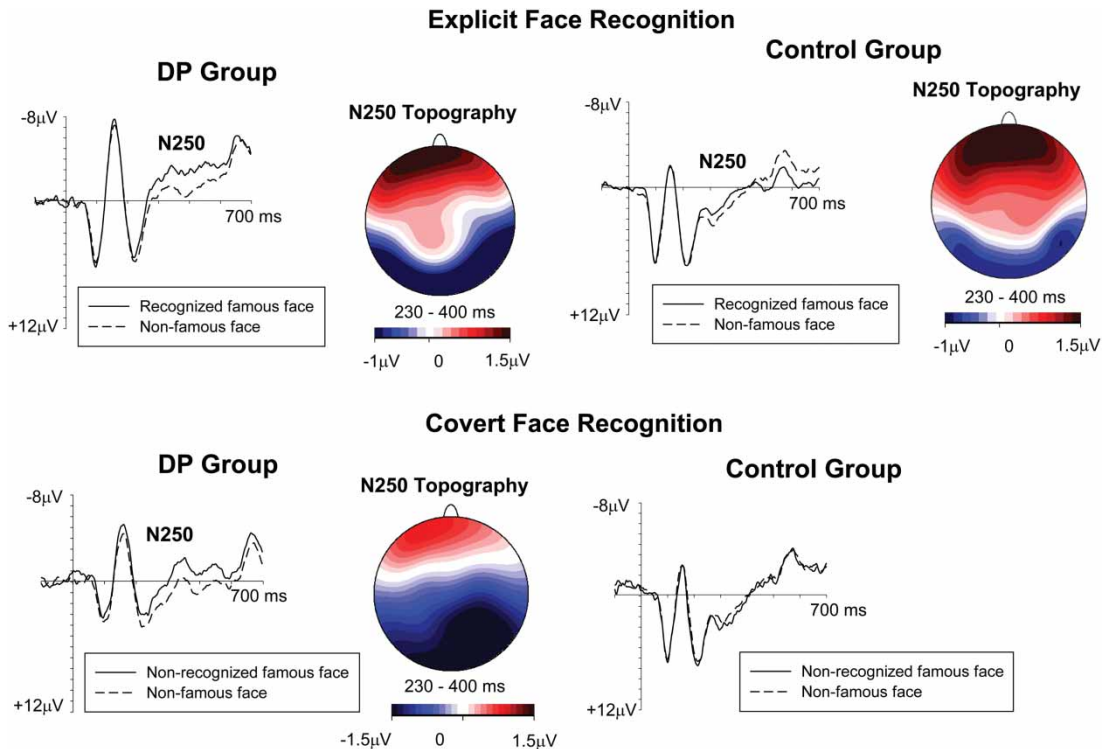 Explicit Face Recognition
DP Group
-8µV
N250
700 ms
+12µV
Recognized famous face
Non-famous face
N250 Topography
230 - 400 ms
-1µV 0 1.5µV
Control Group
-8µV
N250
700 ms
+12µV
Recognized famous face
Non-famous face
N250 Topography
230 - 400 ms
-1µV 0 1.5µV
Covert Face Recognition
DP Group
-8µV
N250
700 ms
+12µV
Non-recognized famous face
Non-famous face
N250 Topography
230 - 400 ms
-1.5µV 0 1.5µV
Control Group
-8µV
700 ms
+12µV
Non-recognized famous face
Non-famous face